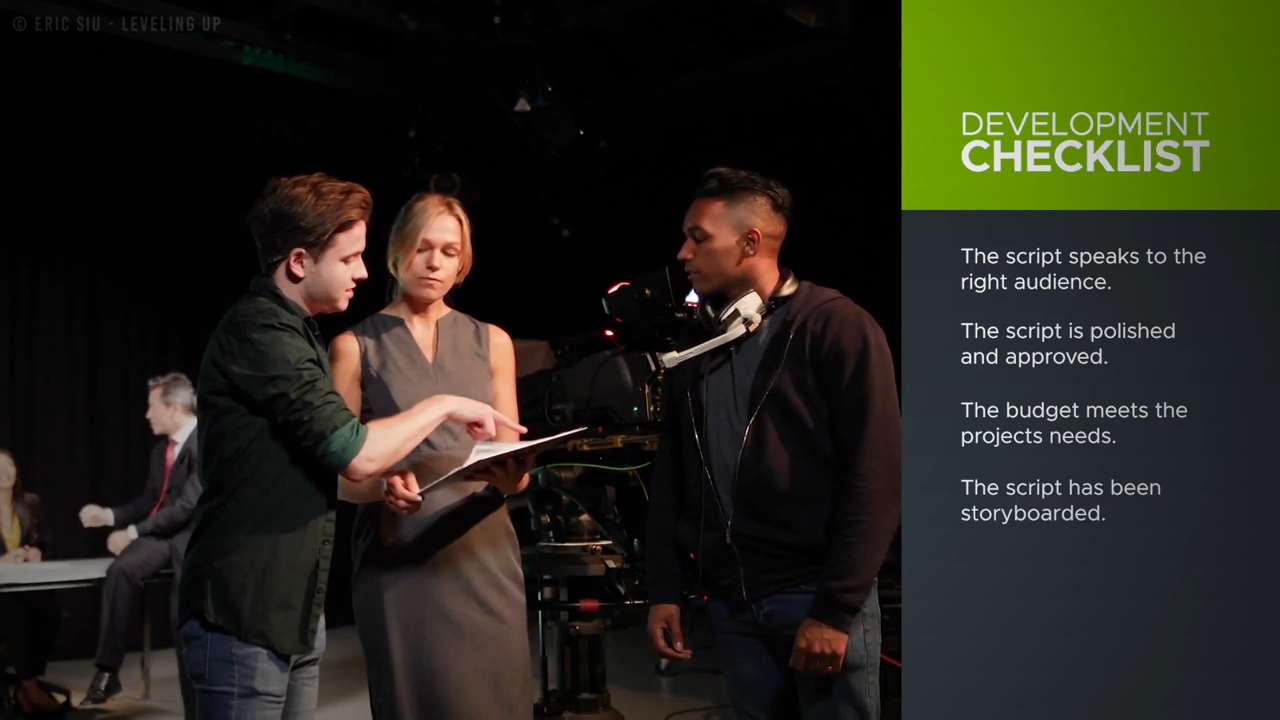 © ERIC SIU - LEVELING UP
DEVELOPMENT
CHECKLIST
The script speaks to the
right audience.
The script is polished
and approved.
The budget meets the
projects needs.
The script has been
storyboarded.